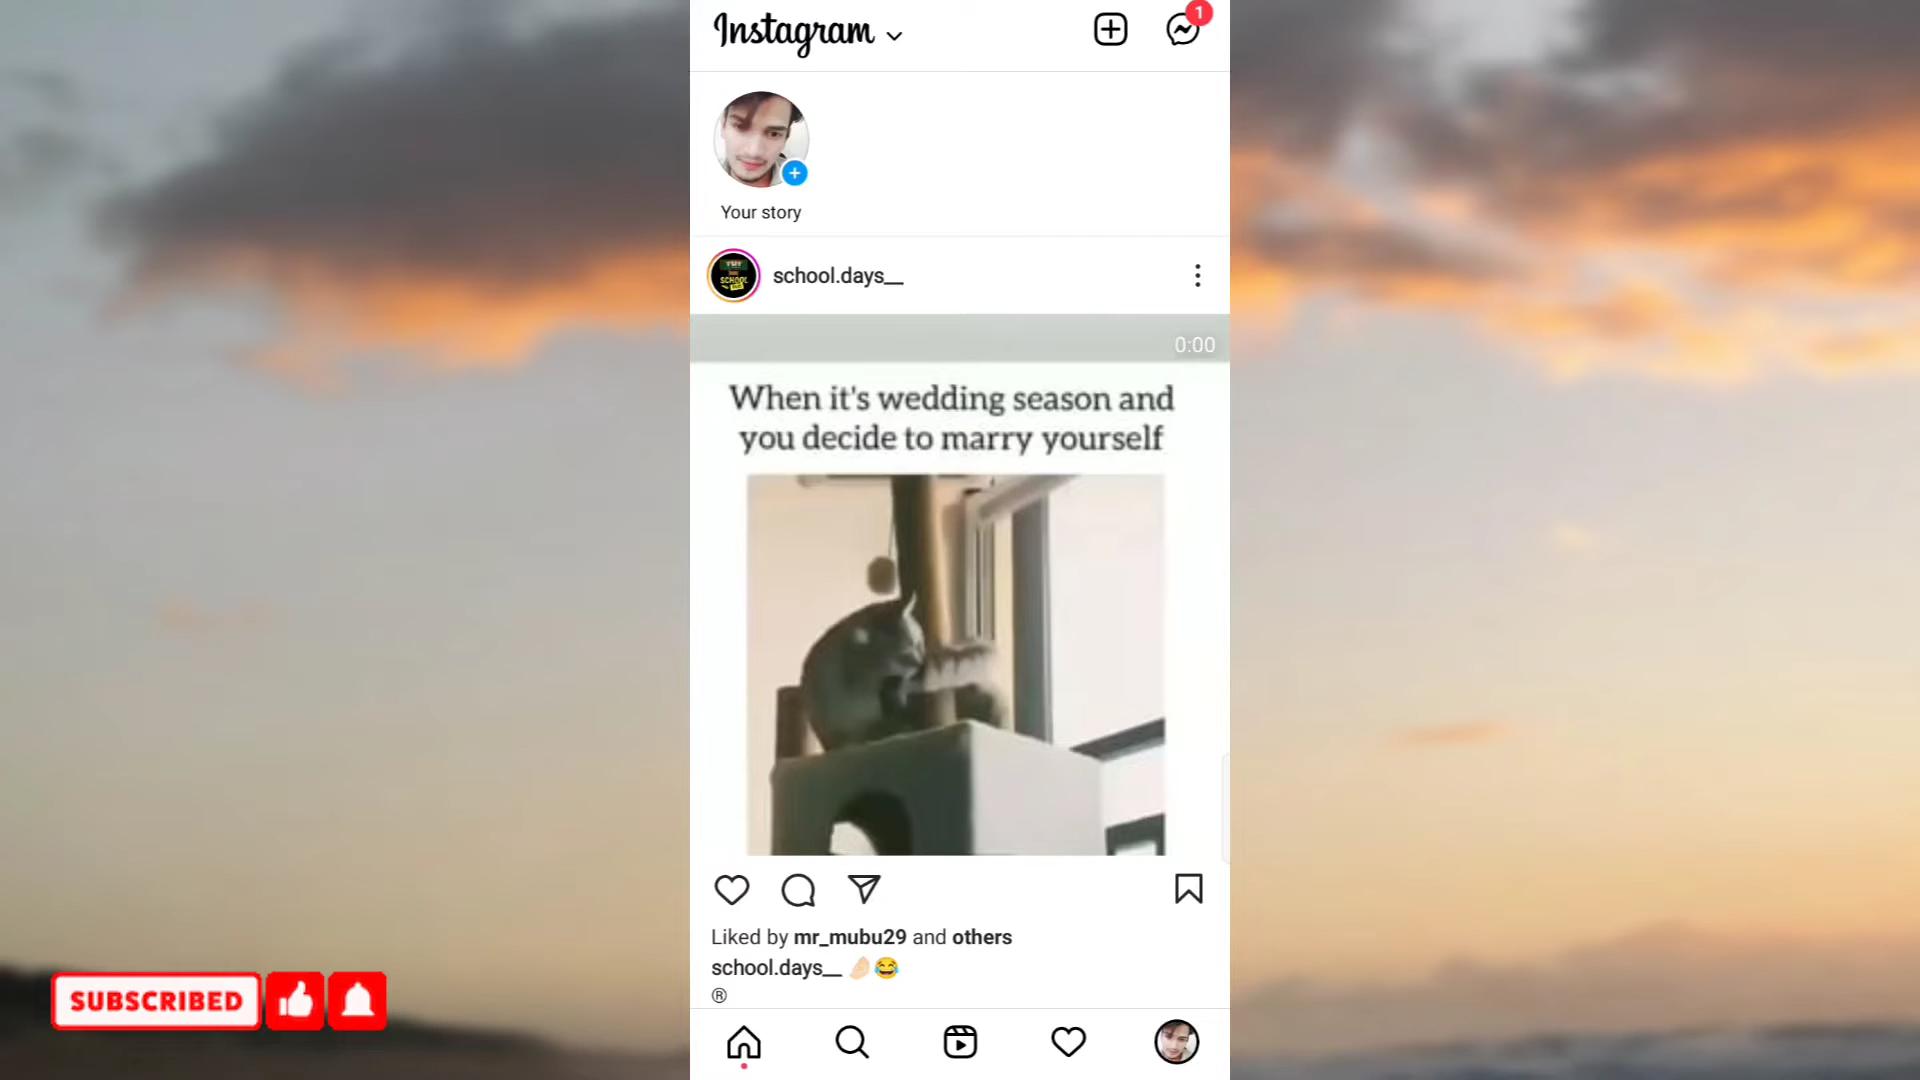 Instagram
1
Your story
SCHOOL
school.days__
0:00
When it's wedding season and
you decide to marry yourself
Liked by mr_mubu29 and others
school.days__ 🤌🏻😂
®
SUBSCRIBED